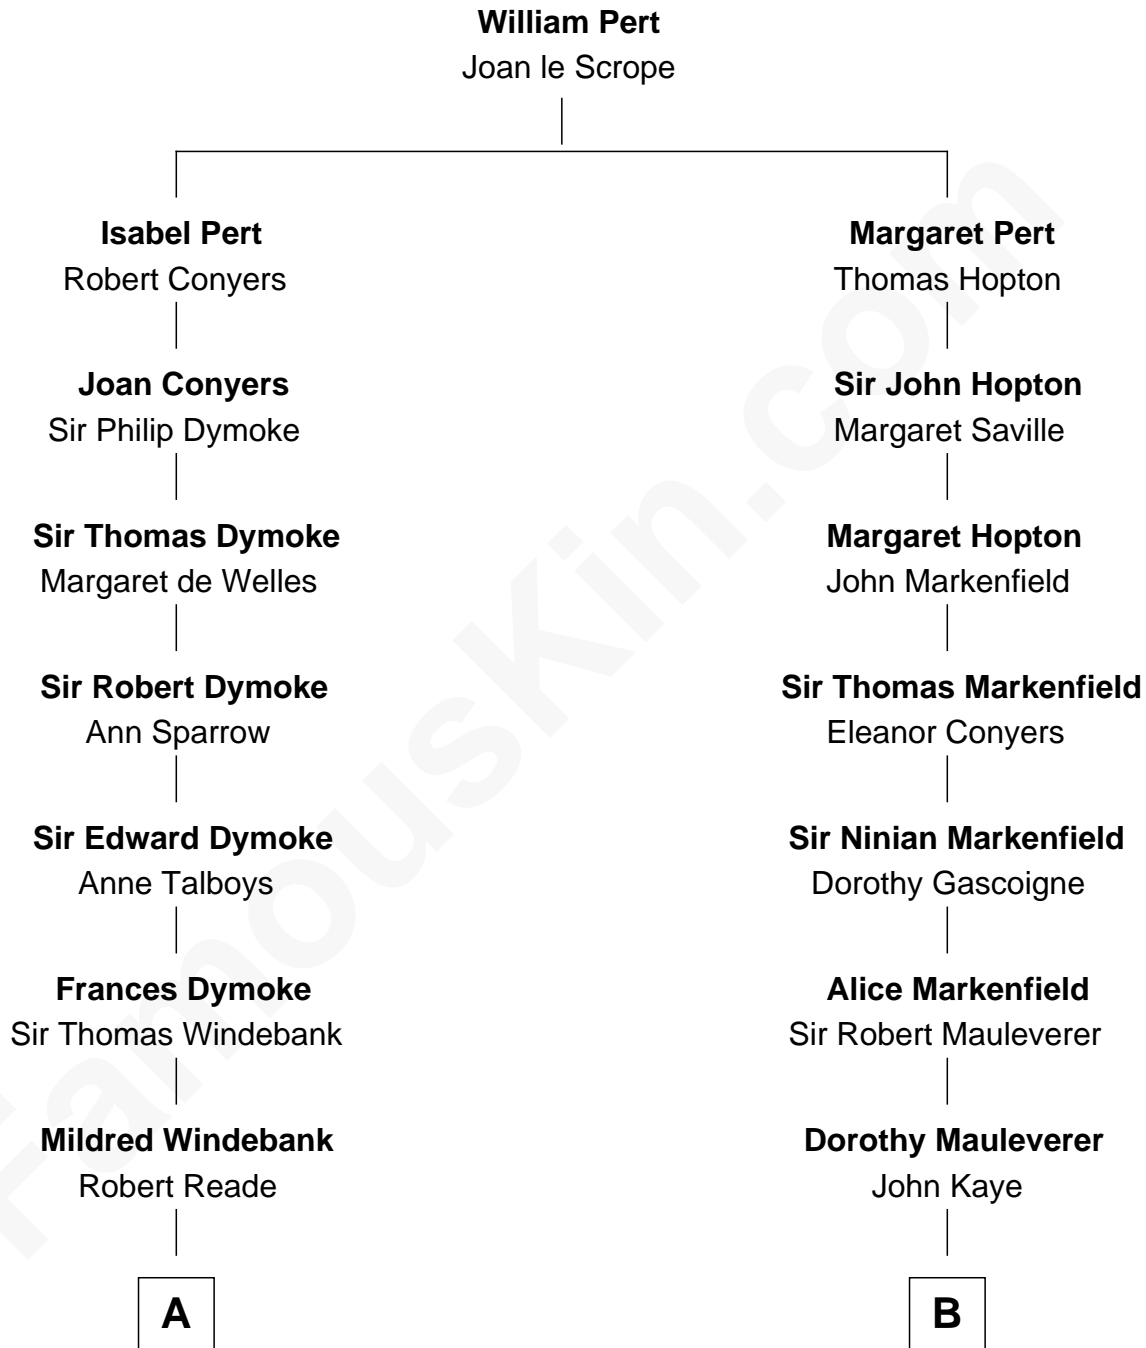 William Pert
Joan le Scrope
Isabel Pert
Robert Conyers
Margaret Pert
Thomas Hopton
Joan Conyers
Sir Philip Dymoke
Sir John Hopton
Margaret Saville
Sir Thomas Dymoke
Margaret de Welles
Margaret Hopton
John Markenfield
Sir Robert Dymoke
Ann Sparrow
Sir Thomas Markenfield
Eleanor Conyers
Sir Edward Dymoke
Anne Talboys
Sir Ninian Markenfield
Dorothy Gascoigne
Frances Dymoke
Sir Thomas Windebank
Alice Markenfield
Sir Robert Mauleverer
Mildred Windebank
Robert Reade
Dorothy Mauleverer
John Kaye
A
B
FamousKin.com